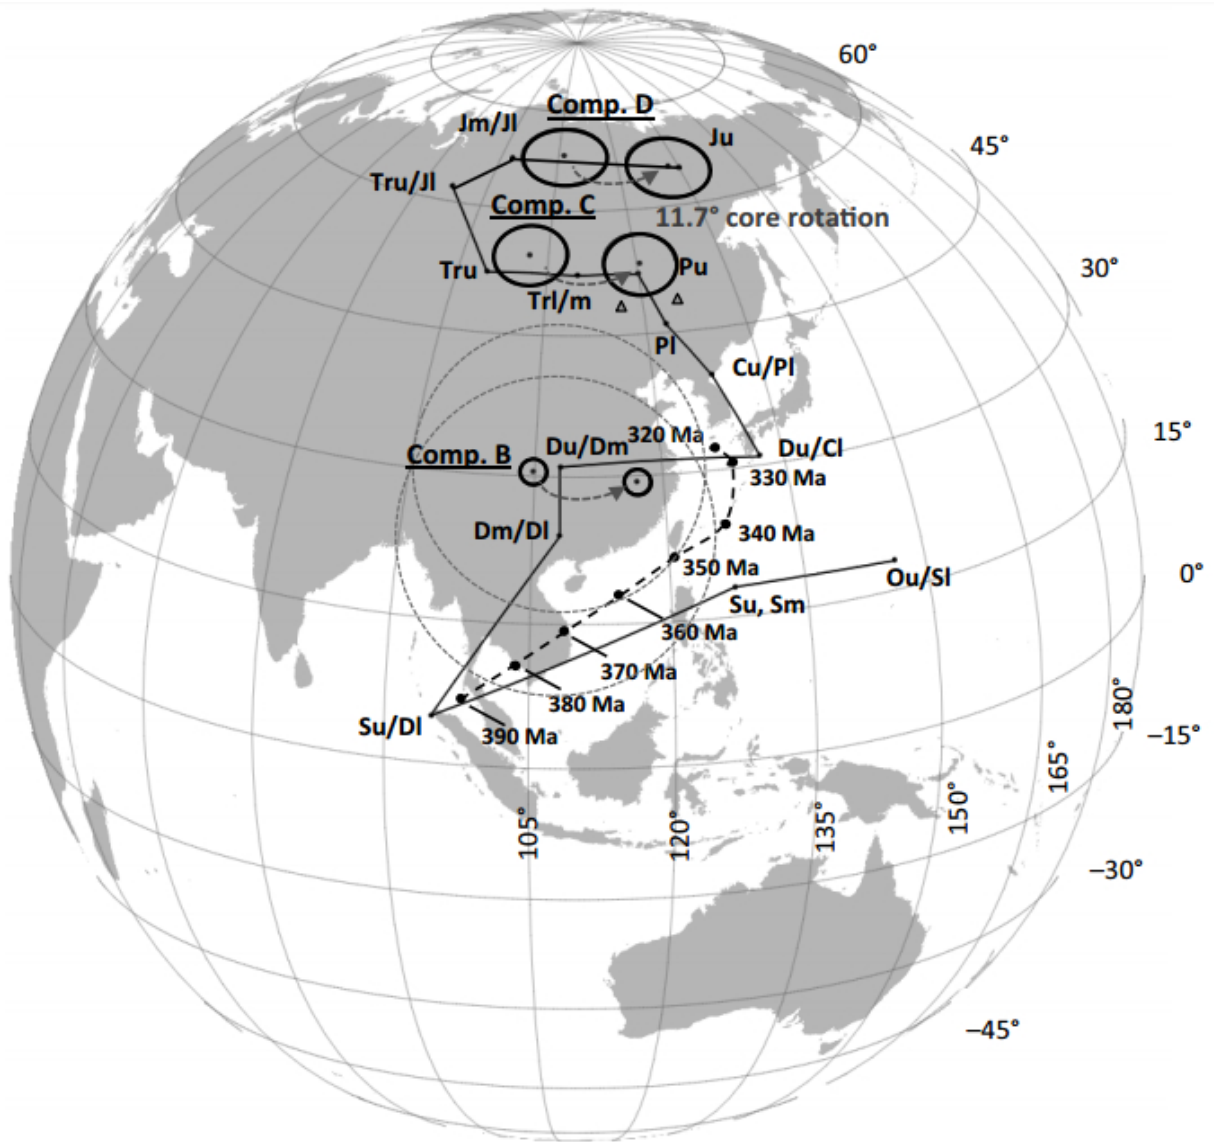 60°
Comp. D
Jm/Jl
Ju
45°
Tru/Jl
Comp. C
11.7° core rotation
Tru
Pu
30°
Trl/m
Pl
Cu/Pl
15°
320 Ma
Du/Dm
Du/Cl
Comp. B
330 Ma
Dm/Dl
340 Ma
350 Ma
Ou/Sl
0°
Su, Sm
360 Ma
370 Ma
380 Ma
Su/Dl
390 Ma
180°
–15°
165°
150°
135°
120°
105°
–30°
–45°